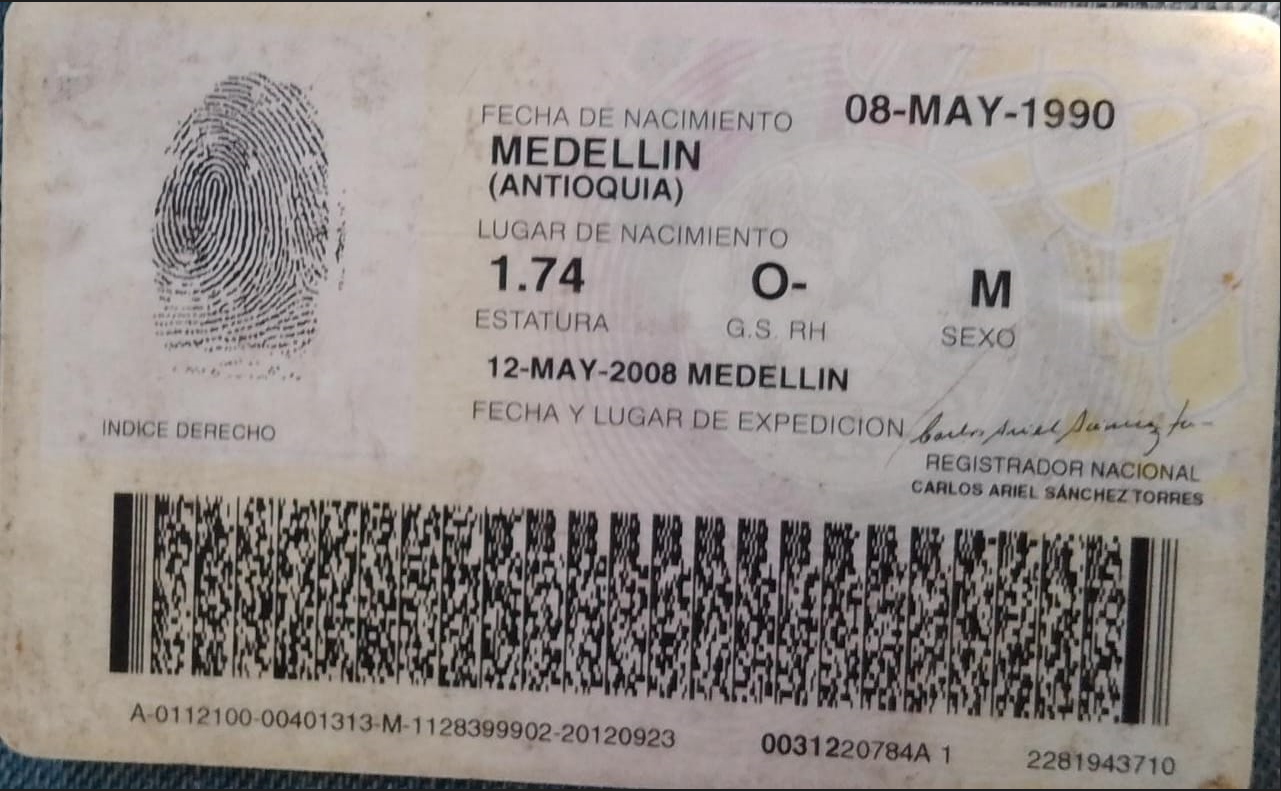 FECHA DE NACIMIENTO 08-MAY-1990
MEDELLIN
(ANTIOQUIA)
LUGAR DE NACIMIENTO
1.74 O- M
ESTATURA G.S. RH SEXO
12-MAY-2008 MEDELLIN
FECHA Y LUGAR DE EXPEDICION
INDICE DERECHO
REGISTRADOR NACIONAL
CARLOS ARIEL SÁNCHEZ TORRES
A-0112100-00401313-M-1128399902-20120923 0031220784A 1 2281943710